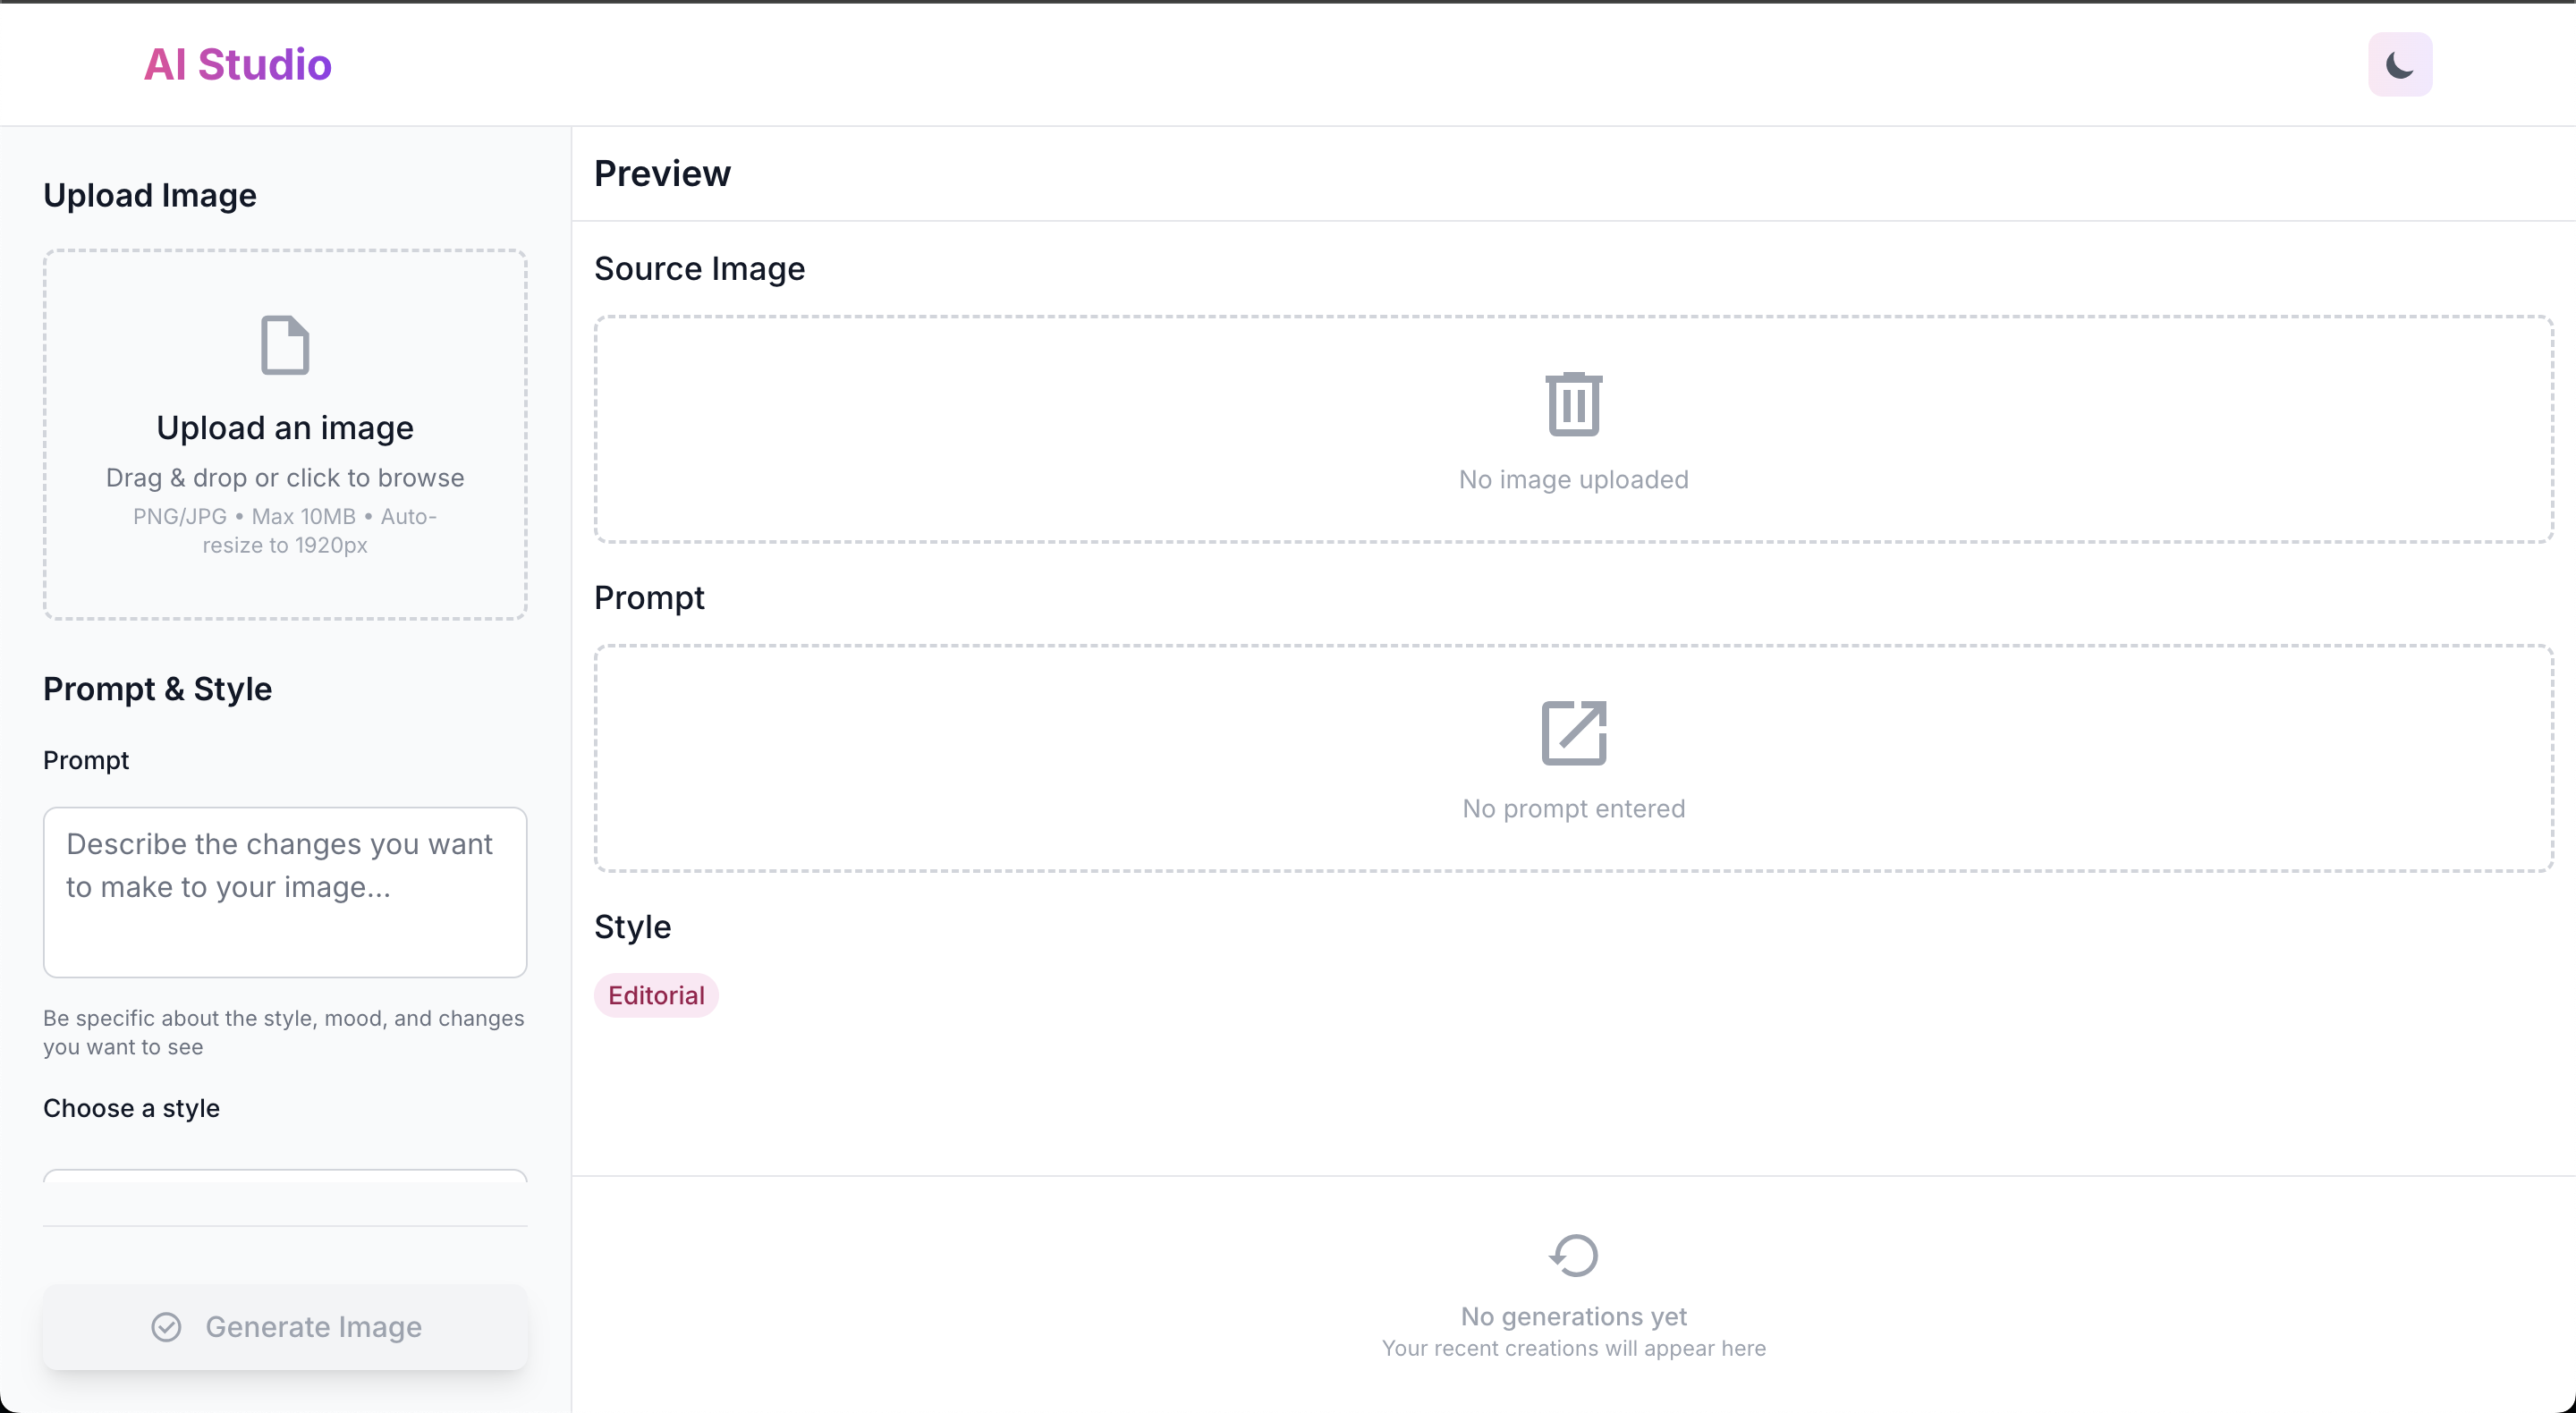 AI Studio
Upload Image
Upload an image
Drag & drop or click to browse
PNG/JPG • Max 10MB • Auto-
resize to 1920px
Prompt & Style
Prompt
Describe the changes you want
to make to your image...
Be specific about the style, mood, and changes
you want to see
Choose a style
Generate Image
Preview
Source Image
No image uploaded
Prompt
No prompt entered
Style
Editorial
No generations yet
Your recent creations will appear here